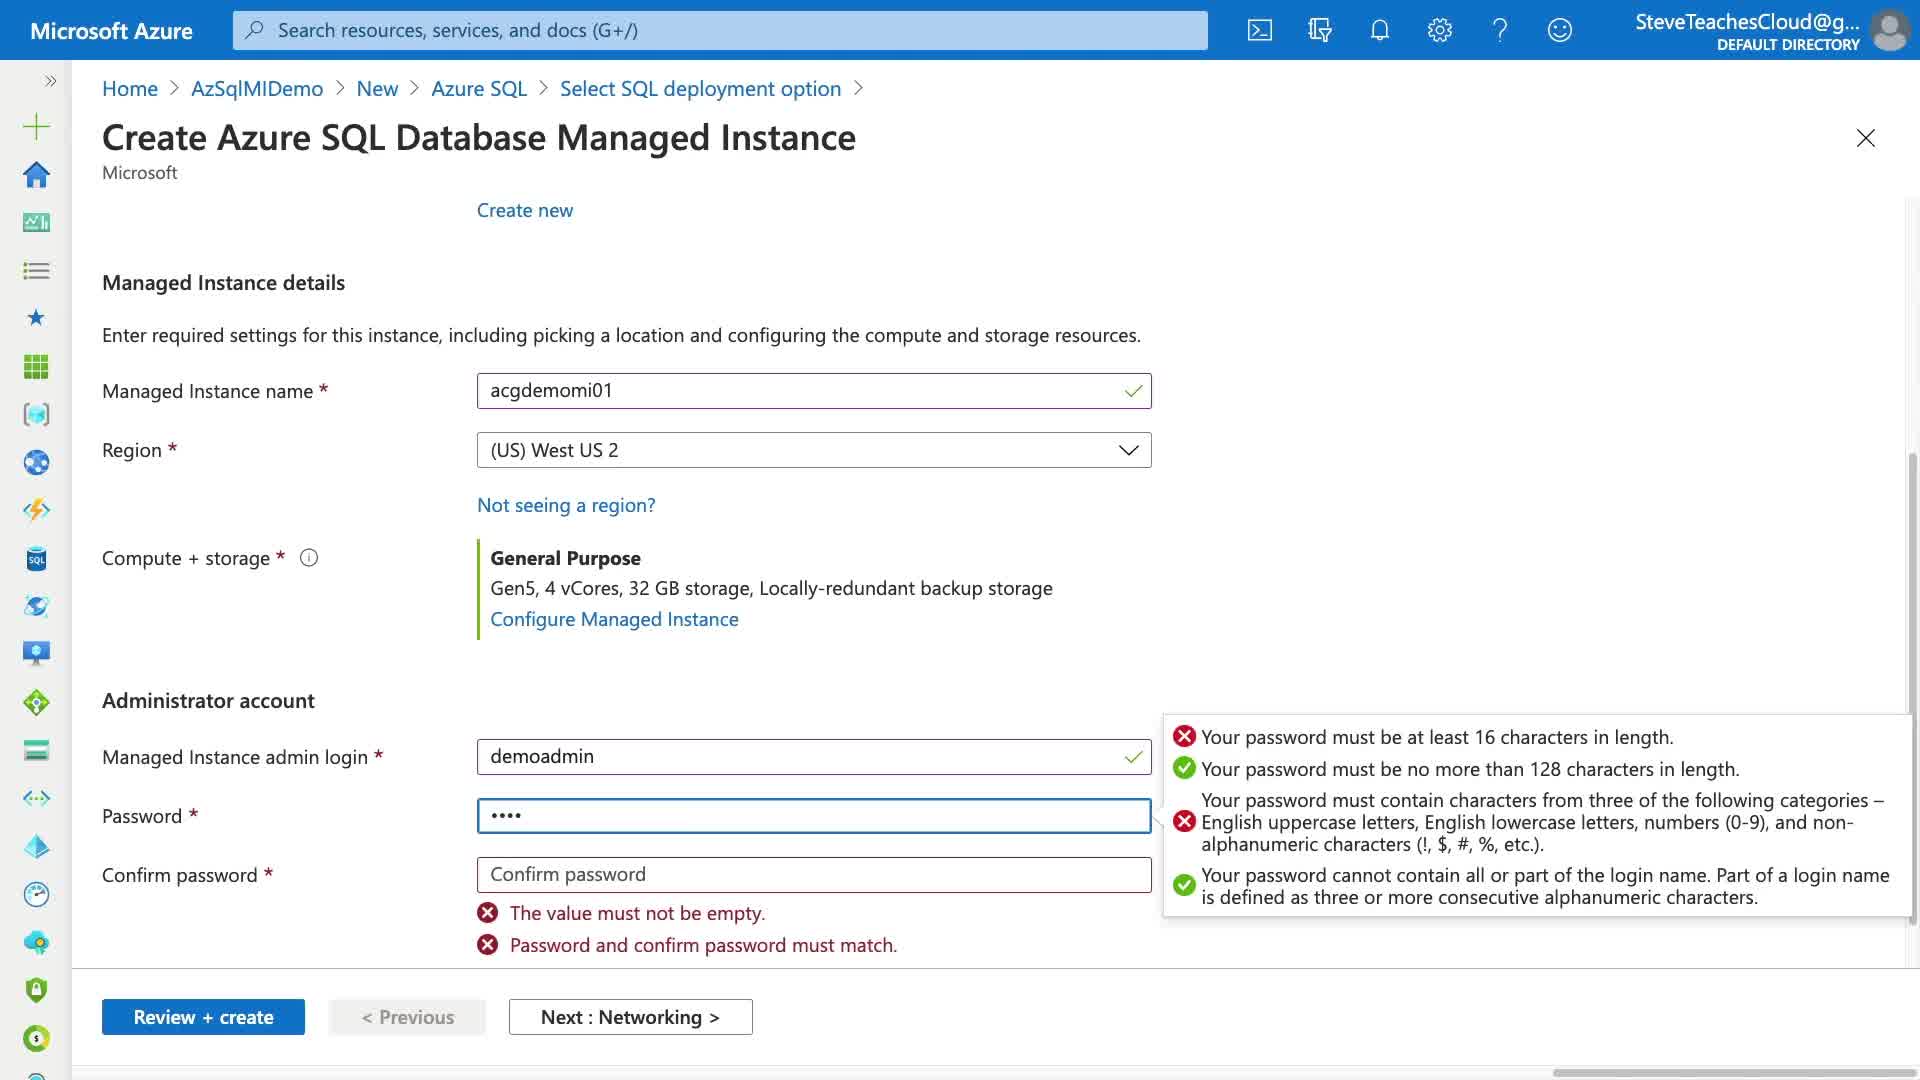 Microsoft Azure
Search resources, services, and docs (G+/)
SteveTeachesCloud@g...
DEFAULT DIRECTORY
Home > AzSqlMIDemo > New > Azure SQL > Select SQL deployment option >
Create Azure SQL Database Managed Instance
Microsoft
Create new
Managed Instance details
Enter required settings for this instance, including picking a location and configuring the compute and storage resources.
Managed Instance name *
acgdemomi01
Region *
(US) West US 2
Not seeing a region?
Compute + storage *
General Purpose
Gen5, 4 vCores, 32 GB storage, Locally-redundant backup storage
Configure Managed Instance
Administrator account
Managed Instance admin login *
demoadmin
Password *
••••
Confirm password *
Confirm password
The value must not be empty.
Password and confirm password must match.
Your password must be at least 16 characters in length.
Your password must be no more than 128 characters in length.
Your password must contain characters from three of the following categories –
English uppercase letters, English lowercase letters, numbers (0-9), and non-
alphanumeric characters (!, $, #, %, etc.).
Your password cannot contain all or part of the login name. Part of a login name
is defined as three or more consecutive alphanumeric characters.
Review + create
< Previous
Next : Networking >
SQL